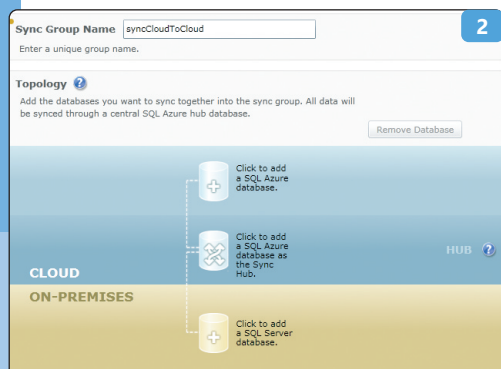 Sync Group Name syncCloudToCloud
2
Enter a unique group name.
Topology ?
Add the databases you want to sync together into the sync group. All data will
be synced through a central SQL Azure hub database.
Remove Database
Click to add
a SQL Azure
database.
Click to add
a SQL Azure
database as
the Sync
Hub.
HUB ?
CLOUD
ON-PREMISES
Click to add
a SQL Server
database.